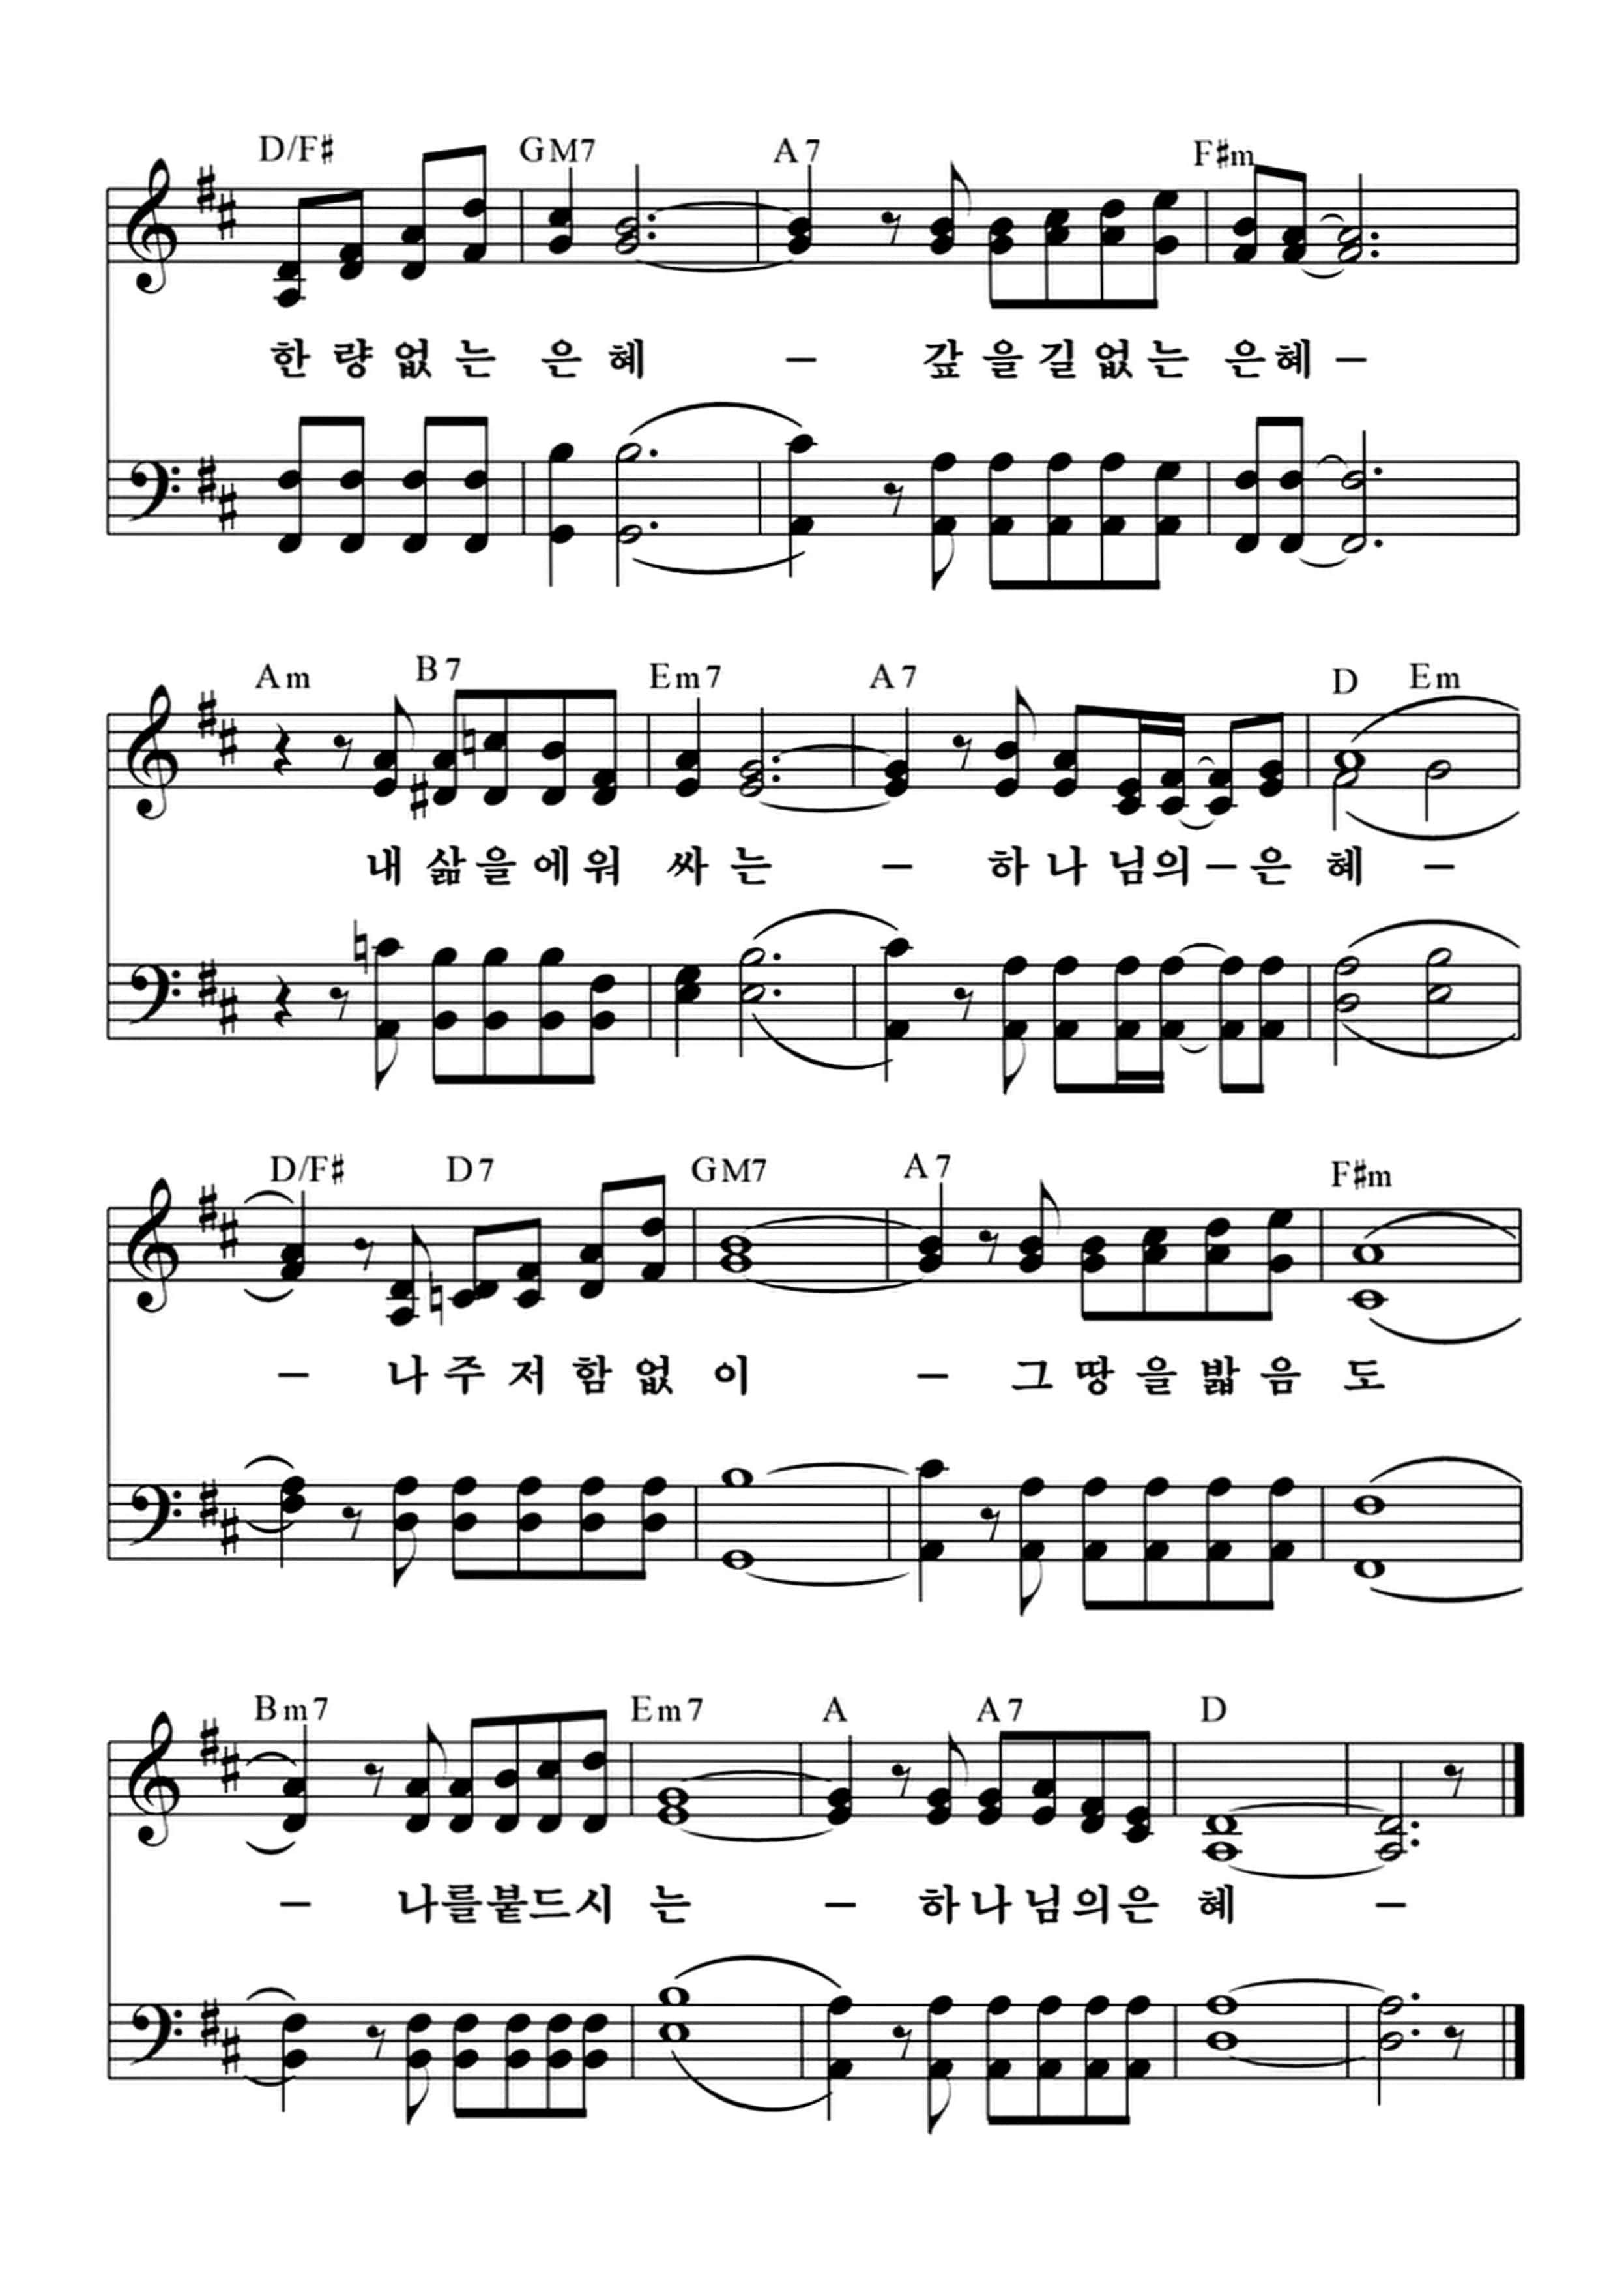 D/F# GM7 A7 F#m
한 량 없 는 은 혜 – 갚 을 길 없 는 은 혜 –
Am B7 Em7 A7 D Em
내 삶 을 에 워 싸 는 – 하 나 님 의 – 은 혜 –
D/F# D7 GM7 A7 F#m
– 나 주 저 함 없 이 – 그 땅 을 밟 음 도
Bm7 Em7 A A7 D
– 나 를 붙 드 시 는 – 하 나 님 의 은 혜 –